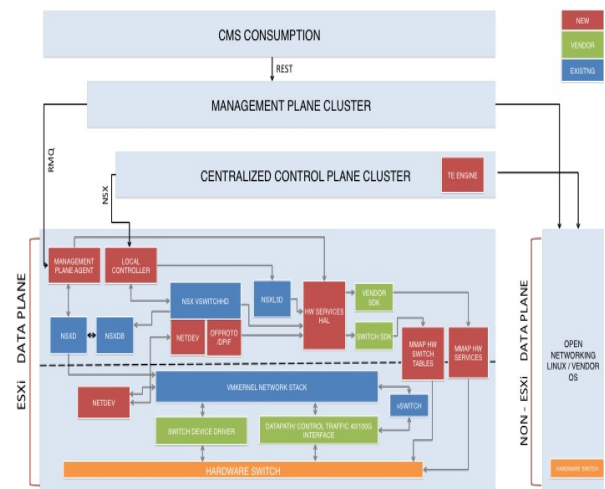 CMS CONSUMPTION
NEW
VENDOR
EXISTNG
REST
MANAGEMENT PLANE CLUSTER
RMQ
CENTRALIZED CONTROL PLANE CLUSTER
TE ENGINE
NSX
ESXi DATA PLANE
MANAGEMENT
PLANE AGENT
LOCAL
CONTROLLER
NSX VSWITCHHD
NSXL3D
HW SERVICES
HAL
VENDOR
SDK
NSXD
NSXDB
NETDEV
OFPROTO
/DPIF
SWITCH SDK
MMAP HW
SWITCH
TABLES
MMAP HW
SERVICES
NETDEV
VMKERNEL NETWORK STACK
vSWITCH
SWITCH DEVICE DRIVER
DATAPATH/ CONTROL TRAFFIC 40/100G
INTERFACE
HARDWARE SWITCH
NON - ESXi DATA PLANE
OPEN
NETWORKING
LINUX / VENDOR
OS
HARDWARE SWITCH